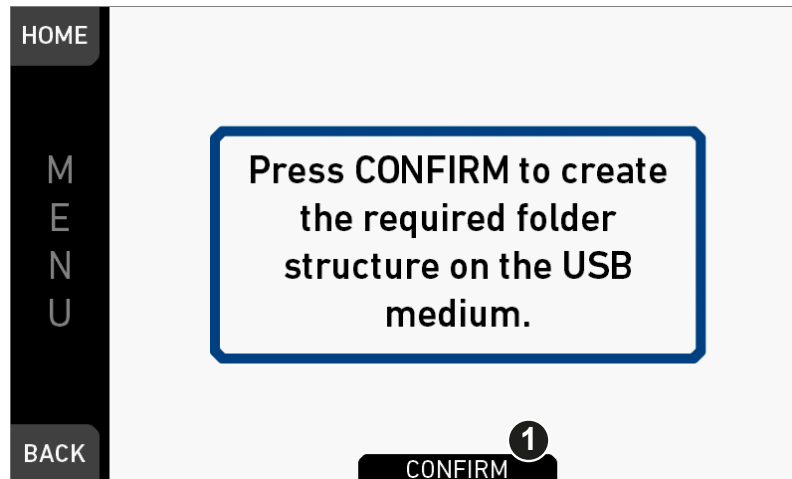 HOME
M
E
N
U
Press CONFIRM to create
the required folder
structure on the USB
medium.
BACK
1
CONFIRM